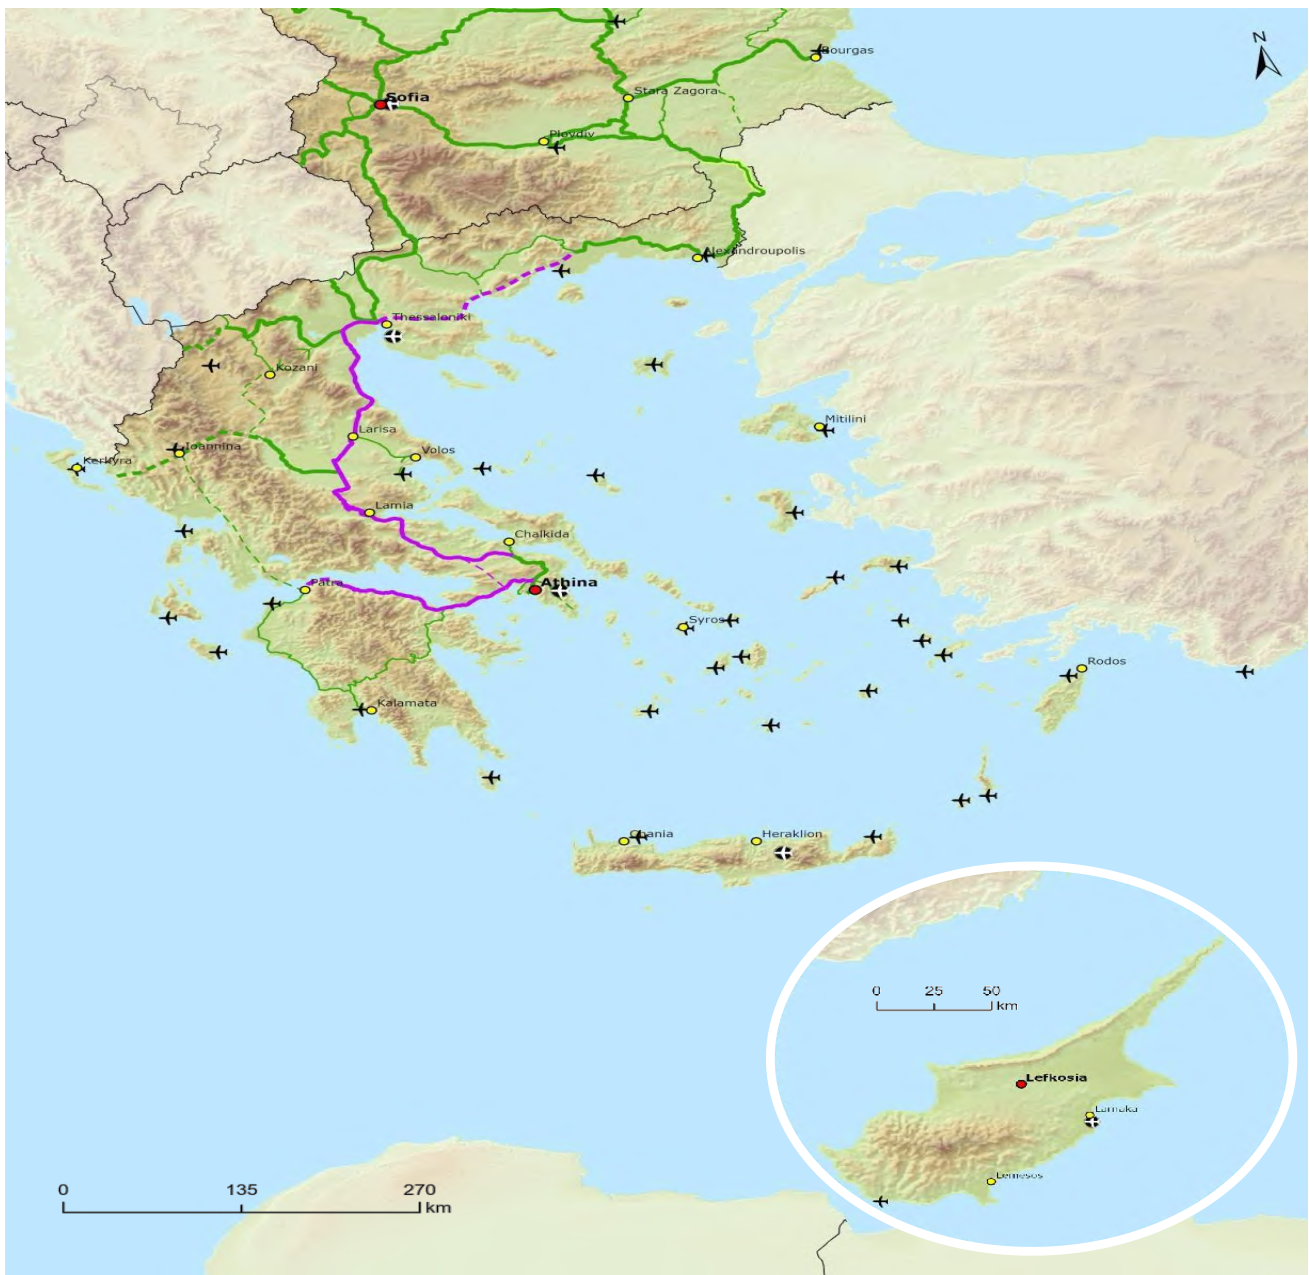 Bourgas
N
Sofia
Stara Zagora
Plovdiv
Alexandroupolis
Thessaloniki
Kozani
Mitilini
Larisa
Ioannina
Volos
Kerkyra
Lamia
Chalkida
Patra
Athina
Syros
Rodos
Kalamata
Chania
Heraklion
0 25 50
km
Lefkosia
Larnaka
Lemesos
0 135 270
km